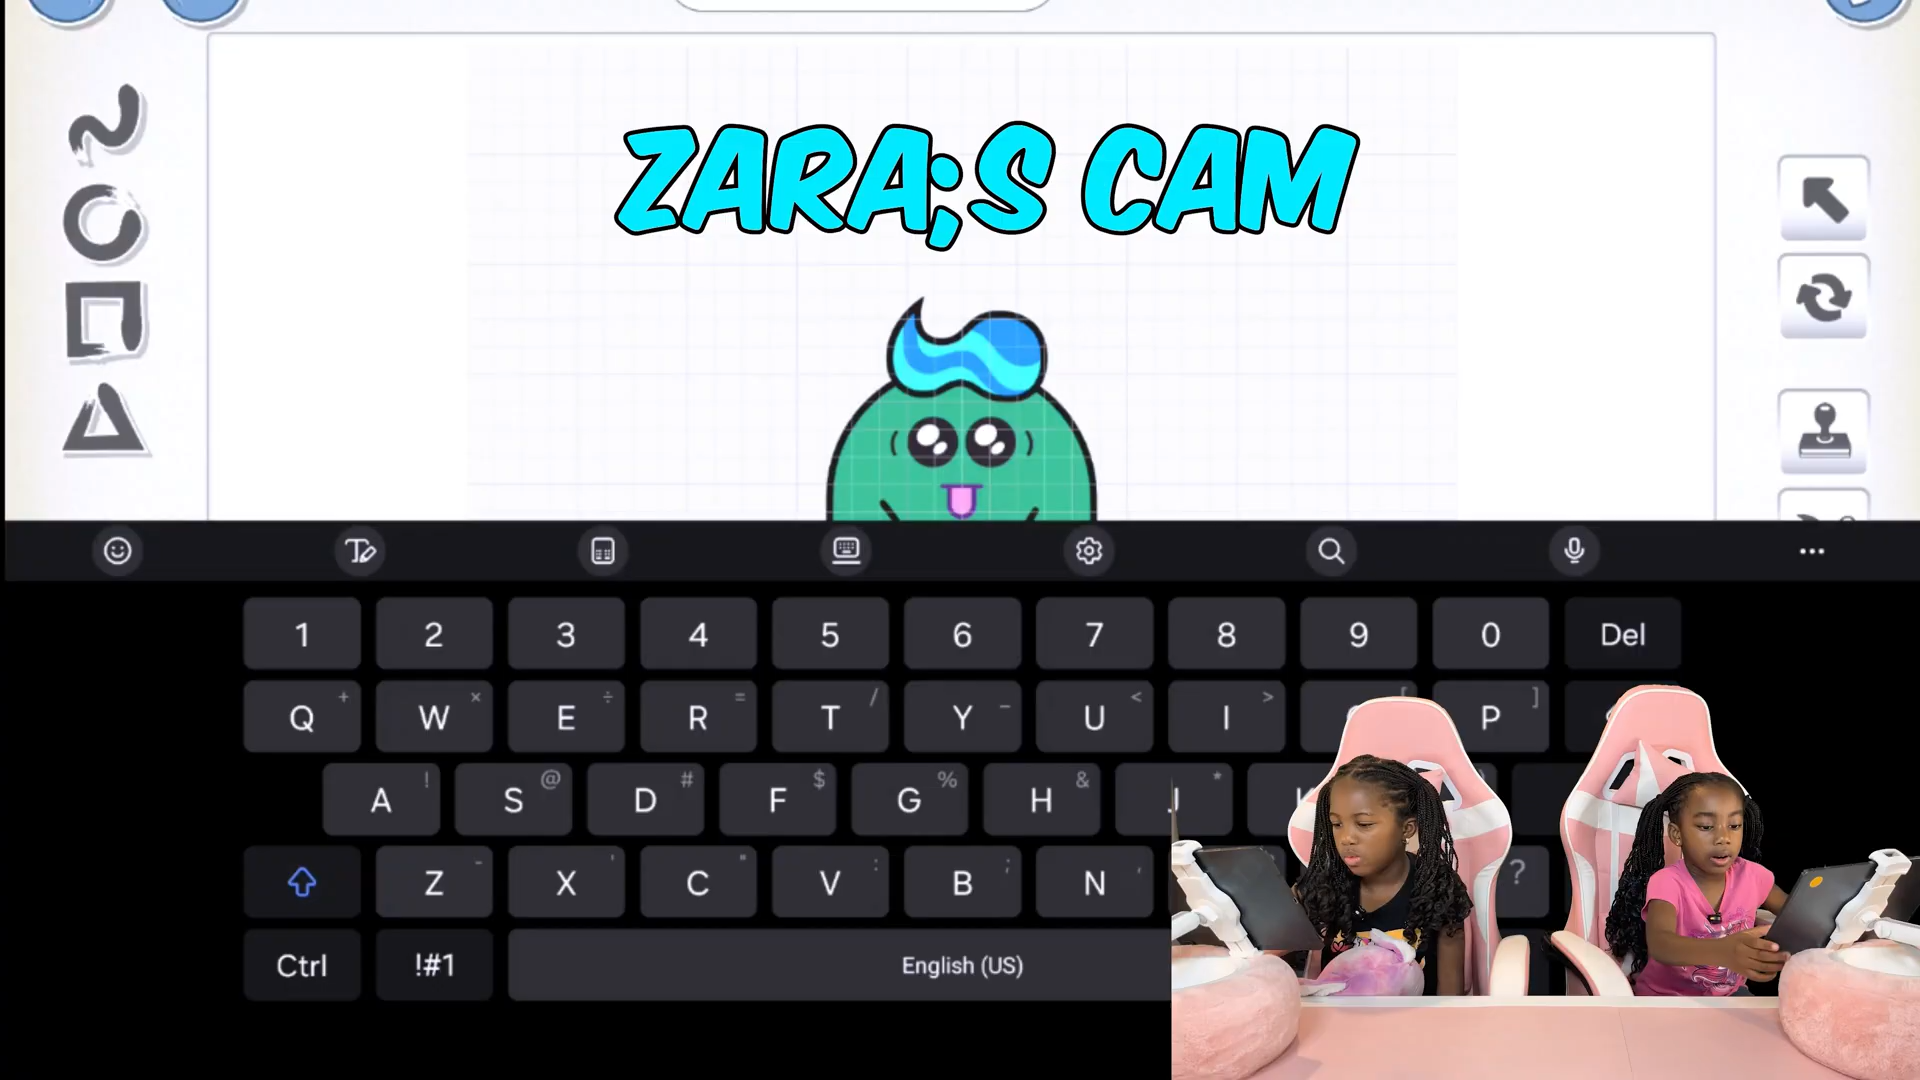 ZARA;S CAM
1 2 3 4 5 6 7 8 9 0 Del
Q + W × E ÷ R = T / Y _ U < I > [ P ]
A ! S @ D # F $ G % H & J *
Z - X ' C " V : B ; N , ?
Ctrl !#1 English (US)